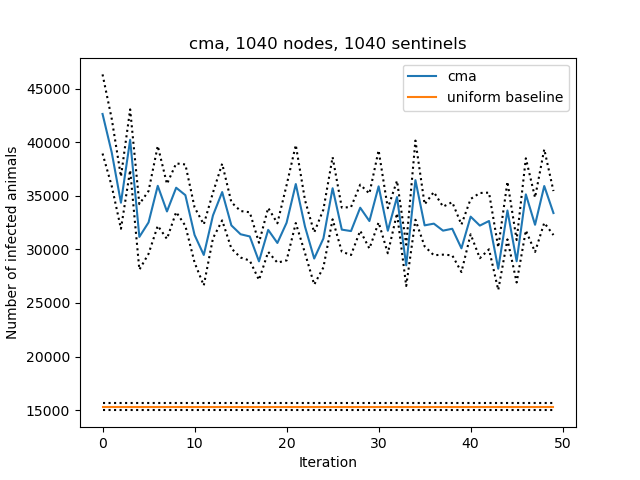 cma, 1040 nodes, 1040 sentinels
cma
uniform baseline
45000
40000
35000
30000
25000
20000
15000
Number of infected animals
0 10 20 30 40 50
Iteration